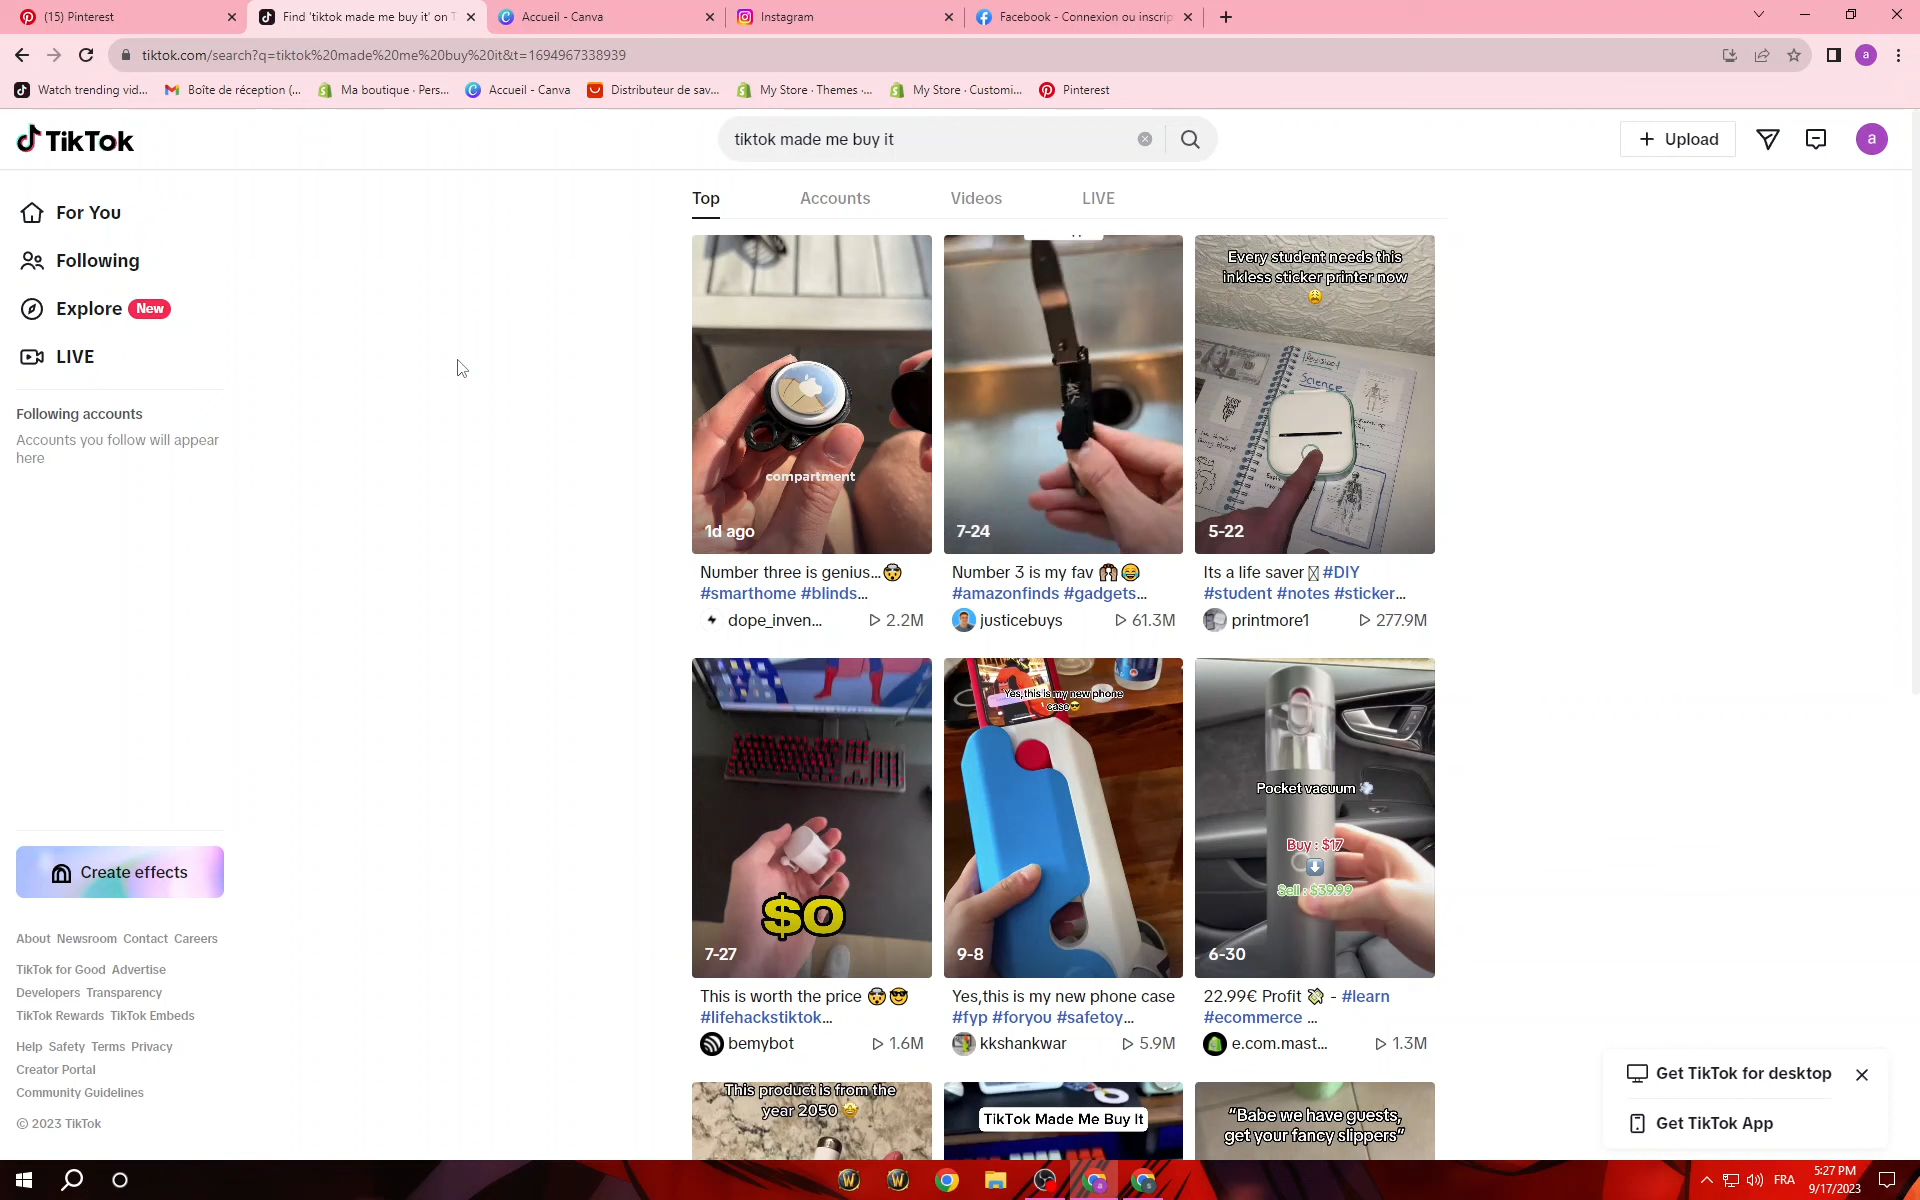 (15) Pinterest
Find 'tiktok made me buy it' on T
Accueil - Canva
Instagram
Facebook - Connexion ou inscrip
tiktok.com/search?q=tiktok%20made%20me%20buy%20it&t=1694967338939
a
Watch trending vid...
Boîte de réception (...
Ma boutique · Pers...
Accueil - Canva
Distributeur de sav...
My Store · Themes ·...
My Store · Customi...
Pinterest
TikTok
tiktok made me buy it
Upload
a
For You
Following
Explore New
LIVE
Following accounts
Accounts you follow will appear
here
Create effects
About Newsroom Contact Careers
TikTok for Good Advertise
Developers Transparency
TikTok Rewards TikTok Embeds
Help Safety Terms Privacy
Creator Portal
Community Guidelines
© 2023 TikTok
Top
Accounts
Videos
LIVE
compartment
1d ago
Number three is genius...🤯
#smarthome #blinds...
dope_inven...
2.2M
7-24
Number 3 is my fav 🙌😂
#amazonfinds #gadgets...
justicebuys
61.3M
Every student needs this
inkless sticker printer now
😩
Science
5-22
Its a life saver #DIY
#student #notes #sticker...
printmore1
277.9M
$0
7-27
This is worth the price 🤯😎
#lifehackstiktok...
bemybot
1.6M
Yes,this is my new phone
case😎
9-8
Yes,this is my new phone case
#fyp #foryou #safetoy...
kkshankwar
5.9M
Pocket vacuum 💨
Buy : $17
⬇️
Sell : $39.99
6-30
22.99€ Profit 💸 - #learn
#ecommerce ...
e.com.mast...
1.3M
This product is from the
year 2050 🤩
TikTok Made Me Buy It
"Babe we have guests,
get your fancy slippers"
Get TikTok for desktop
Get TikTok App
FRA
5:27 PM
9/17/2023